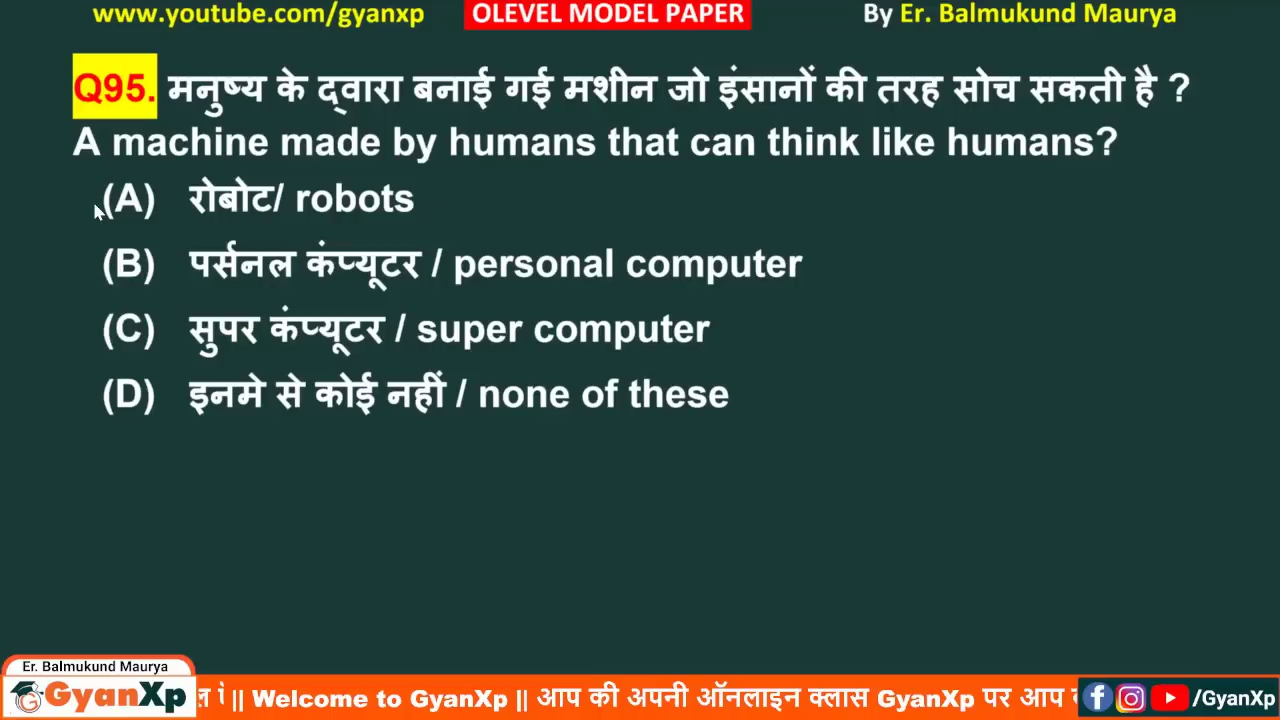 www.youtube.com/gyanxp OLEVEL MODEL PAPER By Er. Balmukund Maurya
Q95. मनुष्य के द्वारा बनाई गई मशीन जो इंसानों की तरह सोच सकती है ?
A machine made by humans that can think like humans?
(A) रोबोट/ robots
(B) पर्सनल कंप्यूटर / personal computer
(C) सुपर कंप्यूटर / super computer
(D) इनमे से कोई नहीं / none of these
Er. Balmukund Maurya
GyanXp || Welcome to GyanXp || आप की अपनी ऑनलाइन क्लास GyanXp पर आप /GyanXp